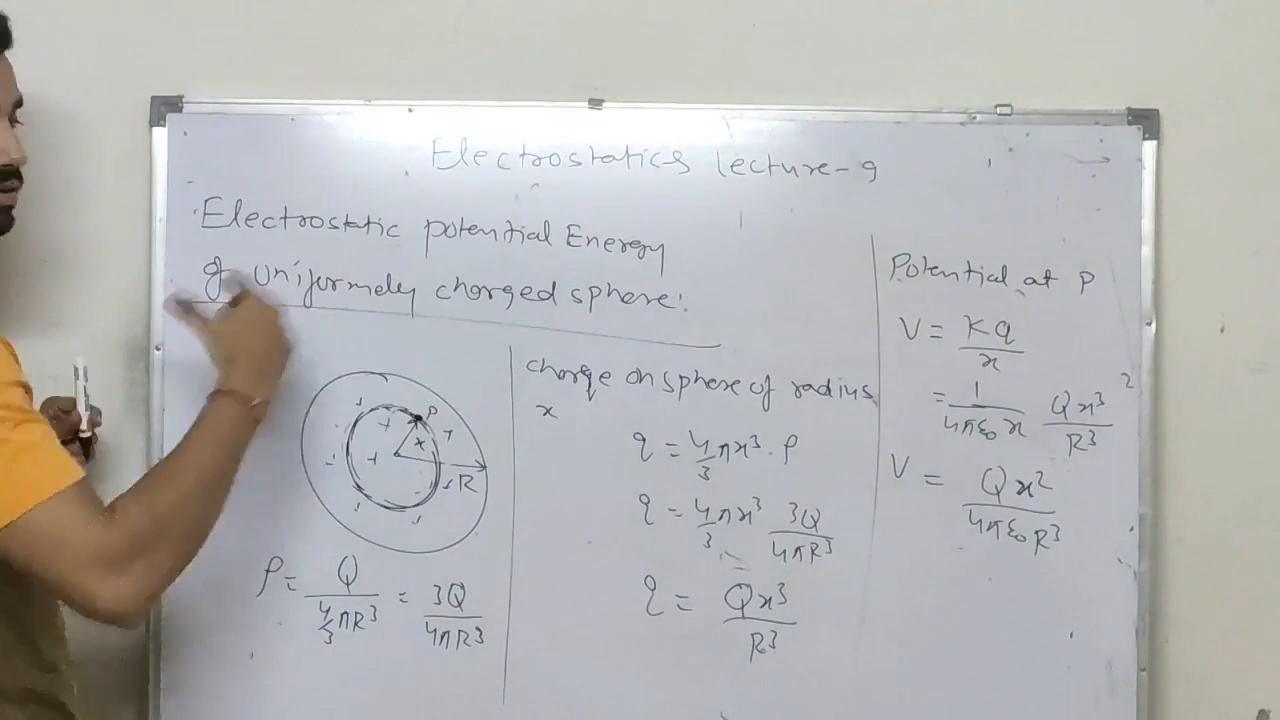 Electrostatics lecture-9
Electrostatic potential Energy
of Uniformely charged sphere:
P
x
R
ρ = Q / (4/3 πR³) = 3Q / 4πR³
charge on sphere of radius
x
q = 4/3 πx³ . ρ
q = 4/3 πx³ 3Q / 4πR³
q = Qx³ / R³
Potential at P
V = Kq / x
= 1 / 4πε₀x Qx³ / R³ 2
V = Qx² / 4πε₀R³